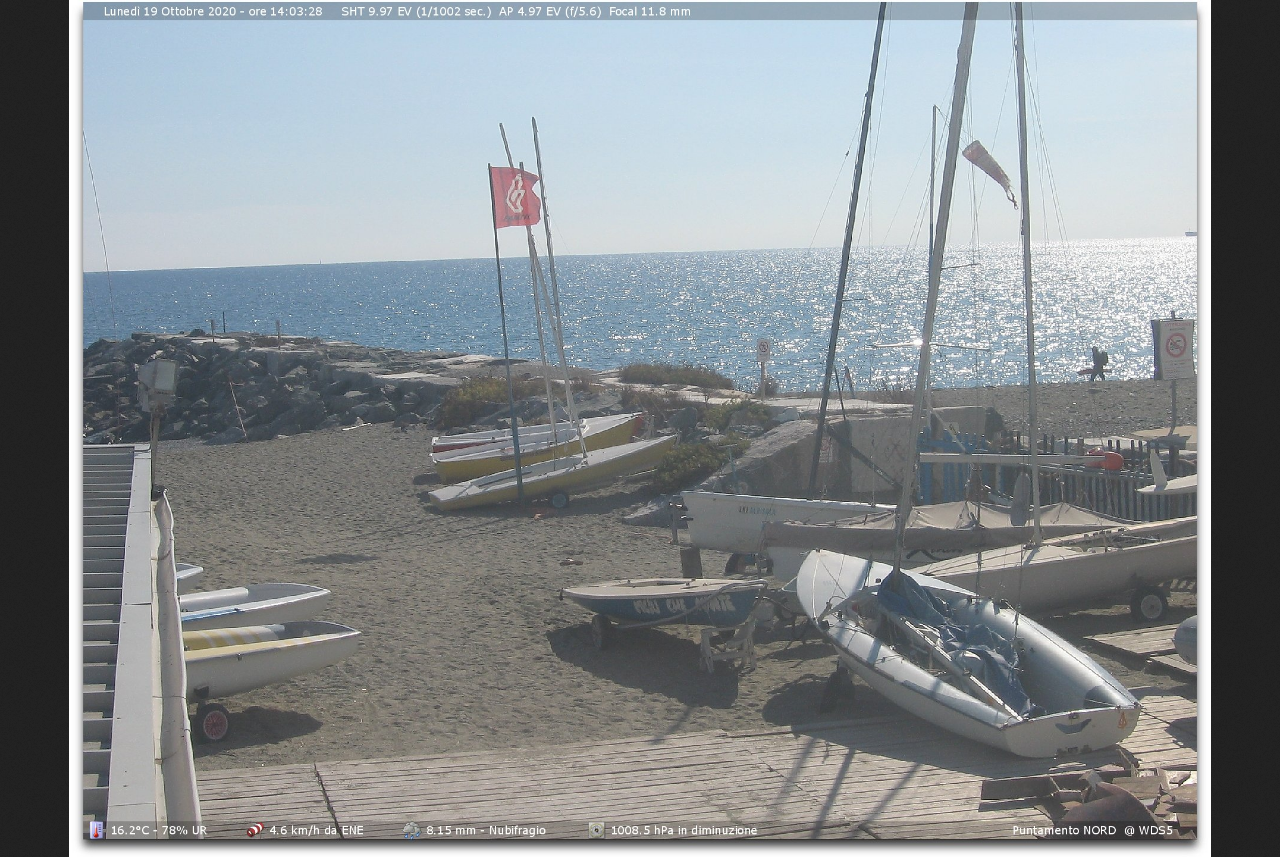 Lunedì 19 Ottobre 2020 - ore 14:03:28 SHT 9.97 EV (1/1002 sec.) AP 4.97 EV (f/5.6) Focal 11.8 mm
16.2°C - 78% UR 4.6 km/h da ENE 8.15 mm - Nubifragio 1008.5 hPa in diminuzione Puntamento NORD @ WDS5